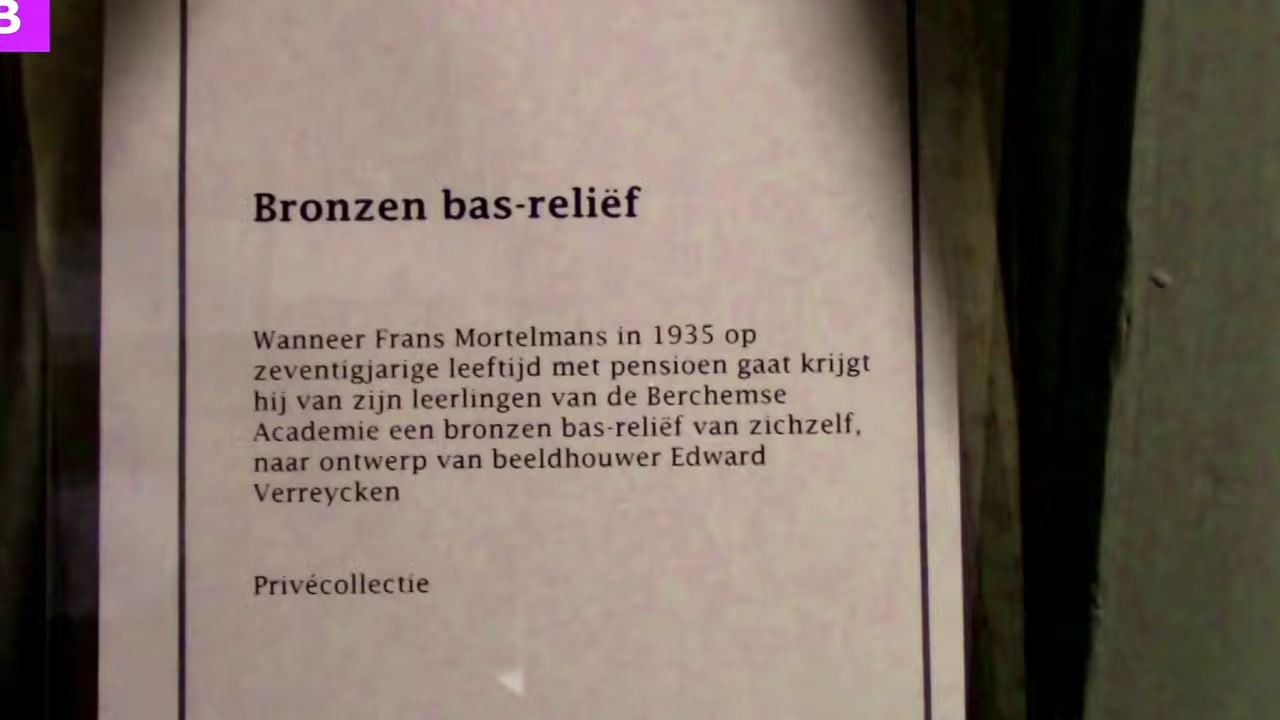 B
Bronzen bas-reliëf
Wanneer Frans Mortelmans in 1935 op
zeventigjarige leeftijd met pensioen gaat krijgt
hij van zijn leerlingen van de Berchemse
Academie een bronzen bas-reliëf van zichzelf,
naar ontwerp van beeldhouwer Edward
Verreycken
Privécollectie